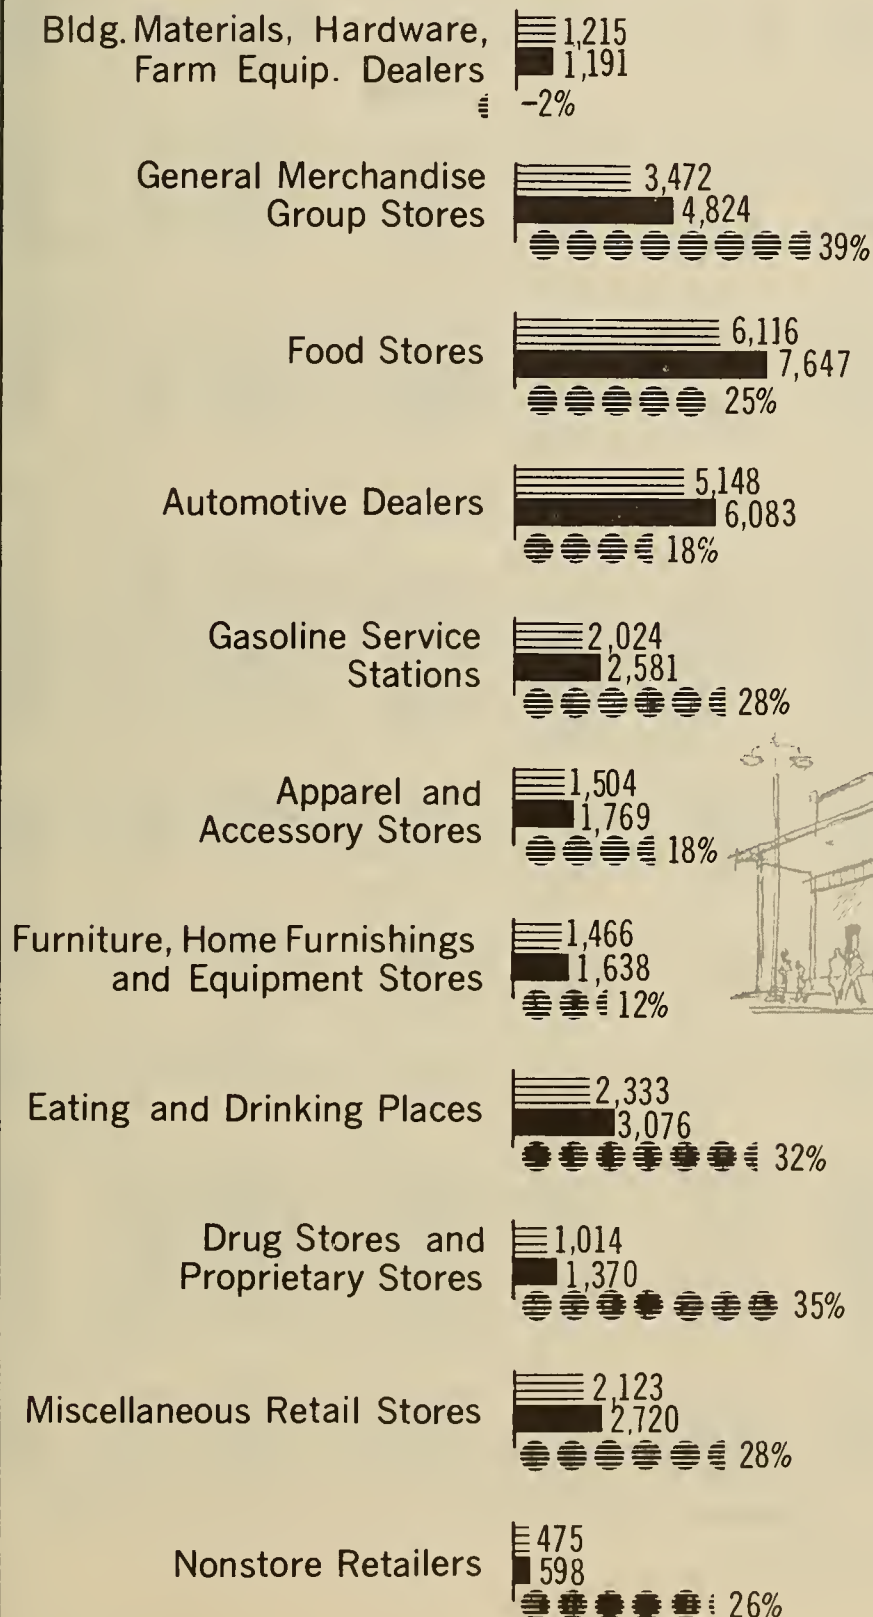 Bldg. Materials, Hardware,
Farm Equip. Dealers
1,215
1,191
-2%
General Merchandise
Group Stores
3,472
4,824
39%
Food Stores
6,116
7,647
25%
Automotive Dealers
5,148
6,083
18%
Gasoline Service
Stations
2,024
2,581
28%
Apparel and
Accessory Stores
1,504
1,769
18%
Furniture, Home Furnishings
and Equipment Stores
1,466
1,638
12%
Eating and Drinking Places
2,333
3,076
32%
Drug Stores and
Proprietary Stores
1,014
1,370
35%
Miscellaneous Retail Stores
2,123
2,720
28%
Nonstore Retailers
475
598
26%